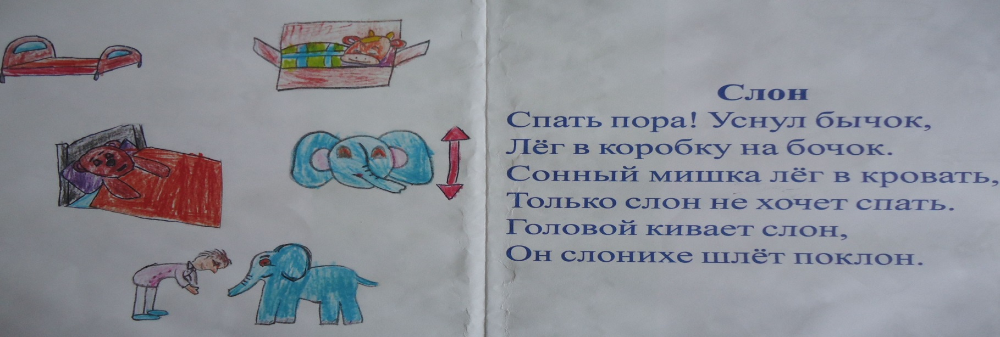 Слон
Спать пора! Уснул бычок,
Лёг в коробку на бочок.
Сонный мишка лёг в кровать,
Только слон не хочет спать.
Головой кивает слон,
Он слонихе шлёт поклон.